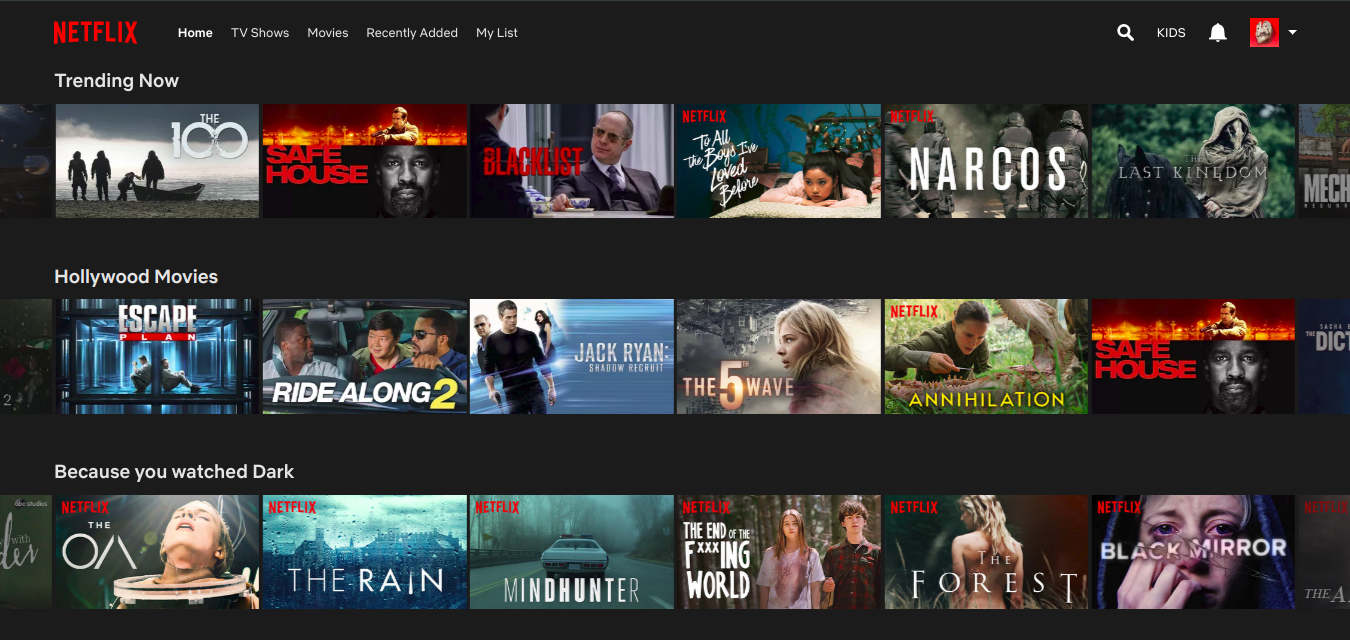 NETFLIX Home TV Shows Movies Recently Added My List KIDS
Trending Now
THE
100
SAFE
HOUSE
BLACKLIST
NETFLIX
To All
the Boys I've
Loved
Before
NETFLIX
NARCOS
THE
LAST KINGDOM
MECH
Hollywood Movies
2
ESCAPE
PLAN
RIDE ALONG 2
JACK RYAN:
SHADOW RECRUIT
THE 5TH WAVE
NETFLIX
ANNIHILATION
SAFE
HOUSE
SACHA
THE DICT
Because you watched Dark
abc studios
with
NETFLIX
THE
OA
NETFLIX
THE RAIN
NETFLIX
MINDHUNTER
NETFLIX
THE END OF THE
F***ING
WORLD
NETFLIX
THE
FOREST
NETFLIX
BLACK MIRROR
NETFLIX
THE A